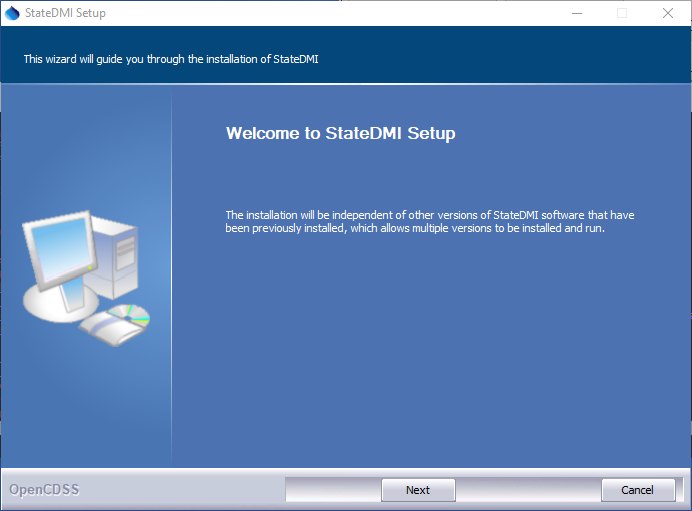 StateDMI Setup
This wizard will guide you through the installation of StateDMI
Welcome to StateDMI Setup
The installation will be independent of other versions of StateDMI software that have
been previously installed, which allows multiple versions to be installed and run.
OpenCDSS
Next
Cancel